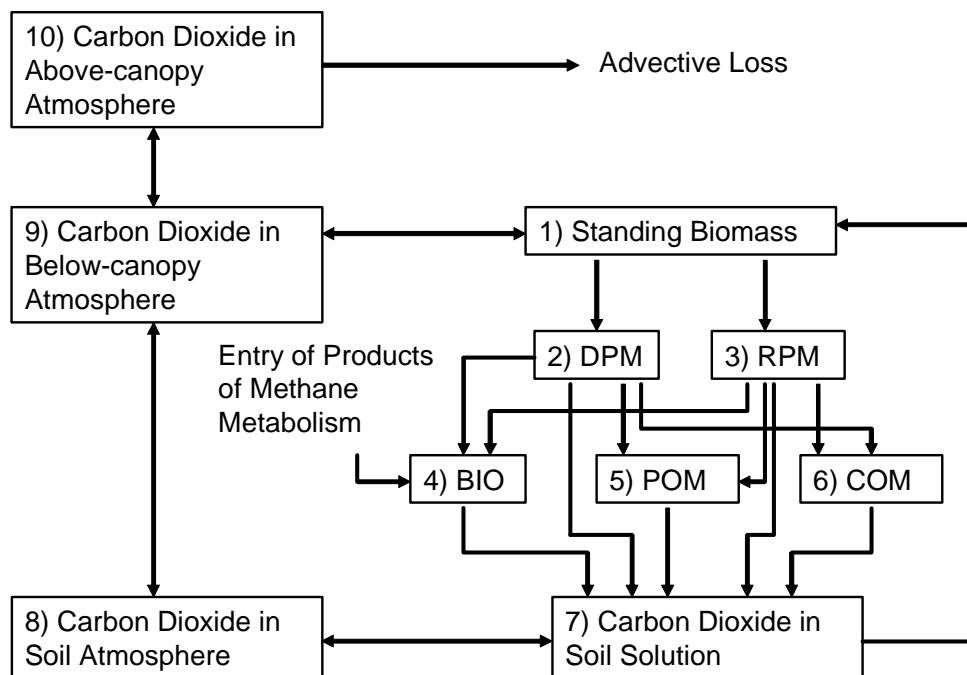 10) Carbon Dioxide in
Above-canopy
Atmosphere
Advective Loss
9) Carbon Dioxide in
Below-canopy
Atmosphere
1) Standing Biomass
Entry of Products
of Methane
Metabolism
2) DPM
3) RPM
4) BIO
5) POM
6) COM
8) Carbon Dioxide in
Soil Atmosphere
7) Carbon Dioxide in
Soil Solution